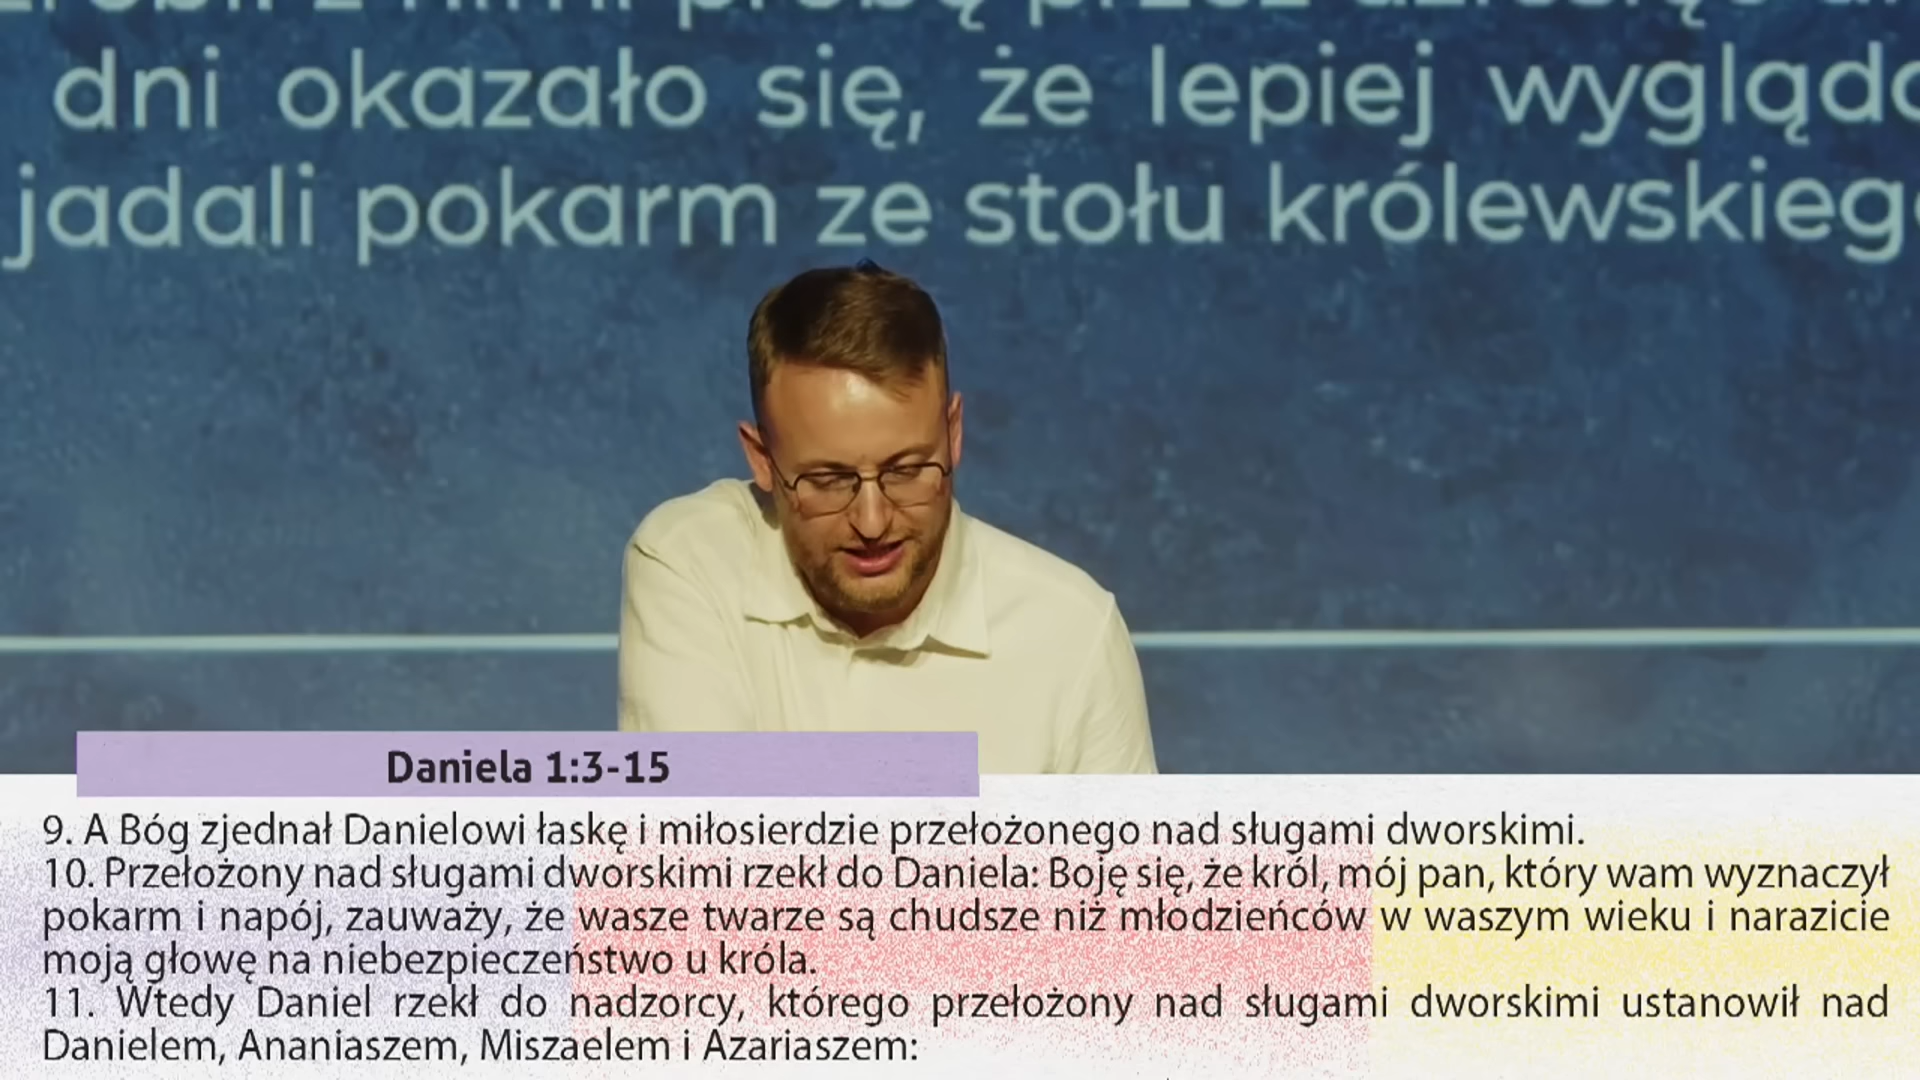 dni okazało się, że lepiej
jadali pokarm ze stołu
Daniela 1:3-15
9. A Bóg zjednał Danielowi łaskę i miłosierdzie przełożonego nad sługami dworskimi.
10. Przełożony nad sługami dworskimi rzekł do Daniela: Boję się, że król, mój pan, który wam wyznaczył
pokarm i napój, zauważy, że wasze twarze są chudsze niż młodzieńców w waszym wieku i narazicie
moją głowę na niebezpieczeństwo u króla.
11. Wtedy Daniel rzekł do nadzorcy, którego przełożony nad sługami dworskimi ustanowił nad
Danielem, Ananiaszem, Miszaelem i Azariaszem: